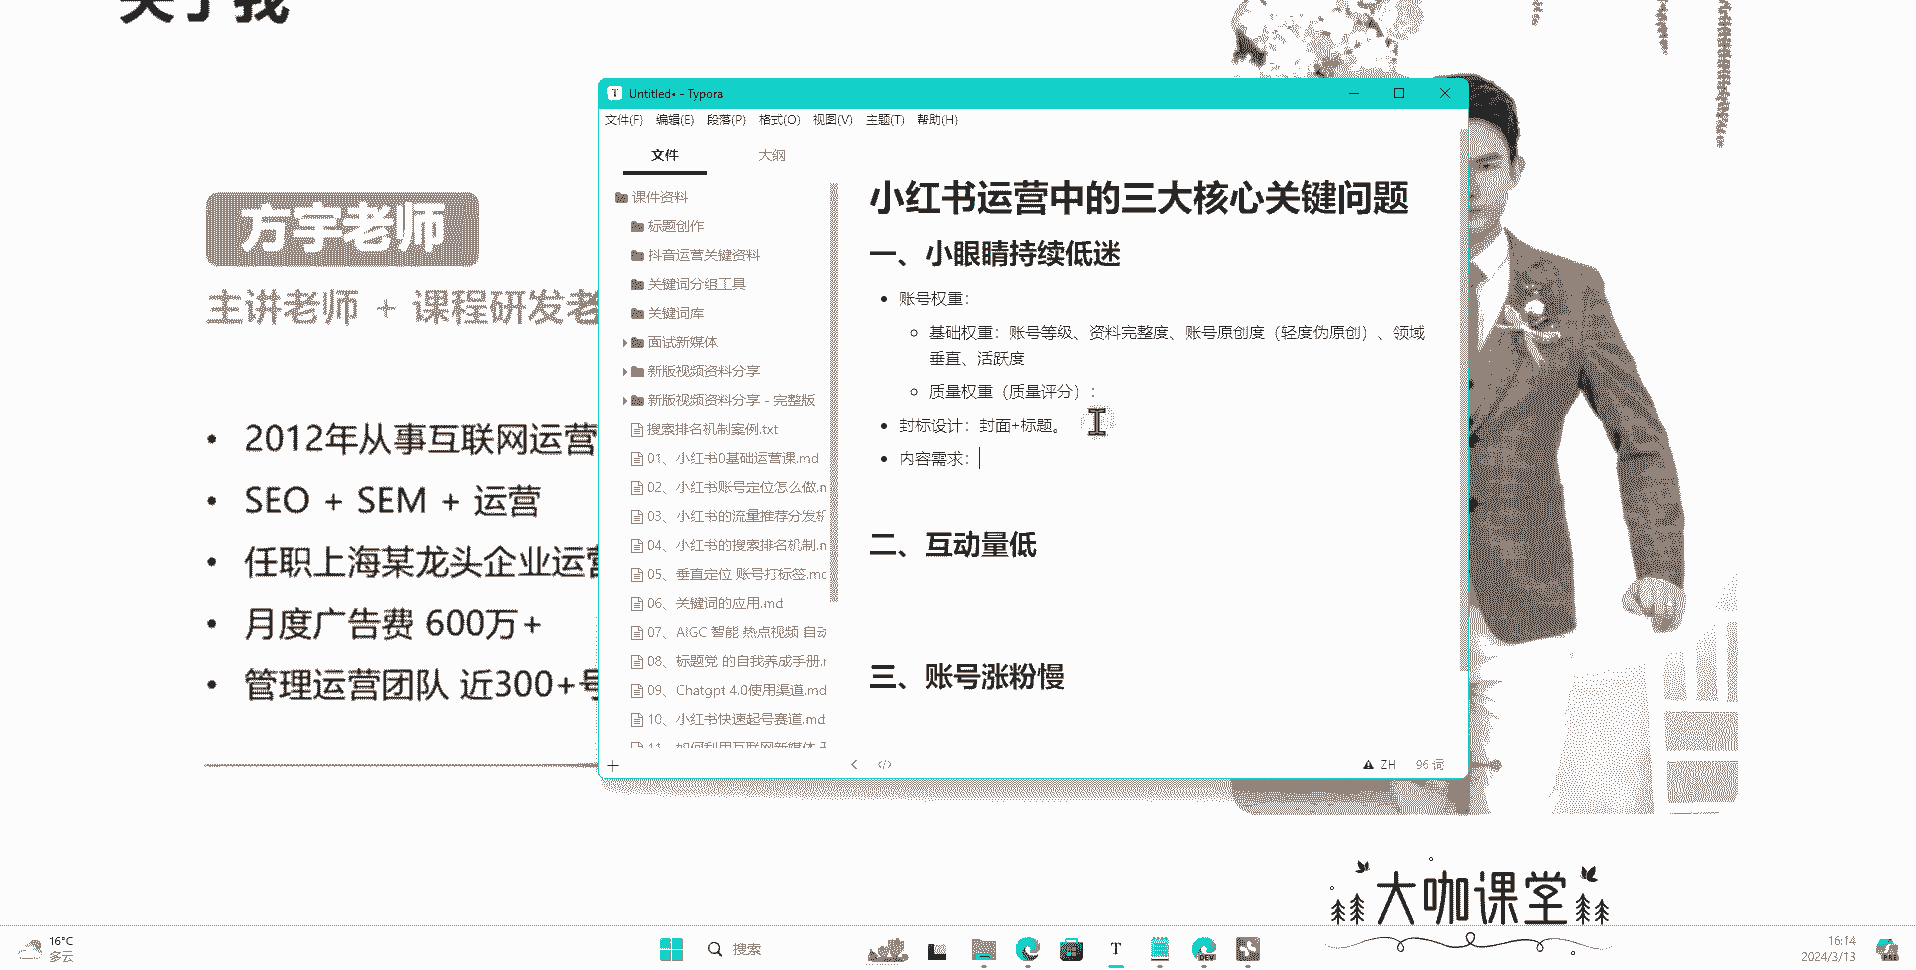 关于我
方宇老师
主讲老师 + 课程研发老
2012年从事互联网运营
SEO + SEM + 运营
任职上海某龙头企业运营
月度广告费 600万+
管理运营团队 近300+号
Untitled• - Typora
文件(F) 编辑(E) 段落(P) 格式(O) 视图(V) 主题(T) 帮助(H)
文件 大纲
课件资料
标题创作
抖音运营关键资料
关键词分组工具
关键词库
面试新媒体
新版视频资料分享
新版视频资料分享 - 完整版
搜索排名机制案例.txt
01、小红书0基础运营课.md
02、小红书账号定位怎么做.m
03、小红书的流量推荐分发机
04、小红书的搜索排名机制.m
05、垂直定位 账号打标签.md
06、关键词的应用.md
07、AIGC 智能 热点视频 自动
08、标题党 的自我养成手册.m
09、Chatgpt 4.0使用渠道.md
10、小红书快速起号赛道.md
11、如何利用互联网新媒体
小红书运营中的三大核心关键问题
一、小眼睛持续低迷
账号权重：
基础权重：账号等级、资料完整度、账号原创度（轻度伪原创）、领域
垂直、活跃度
质量权重（质量评分）：
封标设计：封面+标题。
内容需求：
二、互动量低
三、账号涨粉慢
ZH 96 词
大咖课堂
16°C
多云
搜索
T
DEV
16:14
2024/3/13
PRE